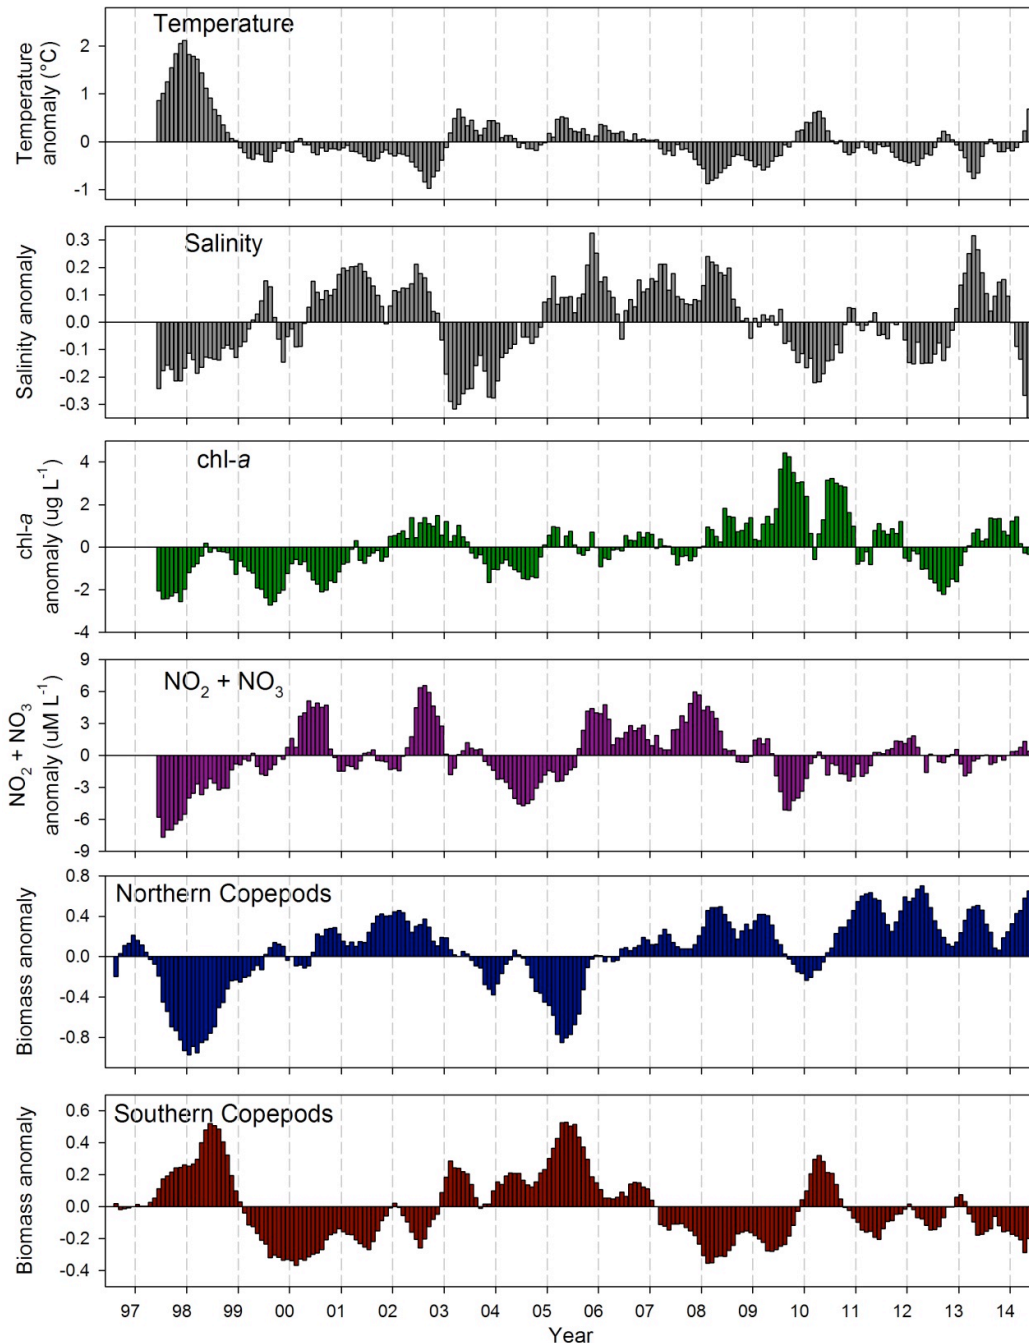 Temperature
Temperature
anomaly (°C)
2
1
0
-1
Salinity
Salinity anomaly
0.3
0.2
0.1
0.0
-0.1
-0.2
-0.3
chl-a
chl-a
anomaly (ug L⁻¹)
4
2
0
-2
-4
NO₂ + NO₃
NO₂ + NO₃
anomaly (uM L⁻¹)
9
6
3
0
-3
-6
-9
Northern Copepods
Biomass anomaly
0.8
0.4
0.0
-0.4
-0.8
Southern Copepods
Biomass anomaly
0.6
0.4
0.2
0.0
-0.2
-0.4
97 98 99 00 01 02 03 04 05 06 07 08 09 10 11 12 13 14
Year